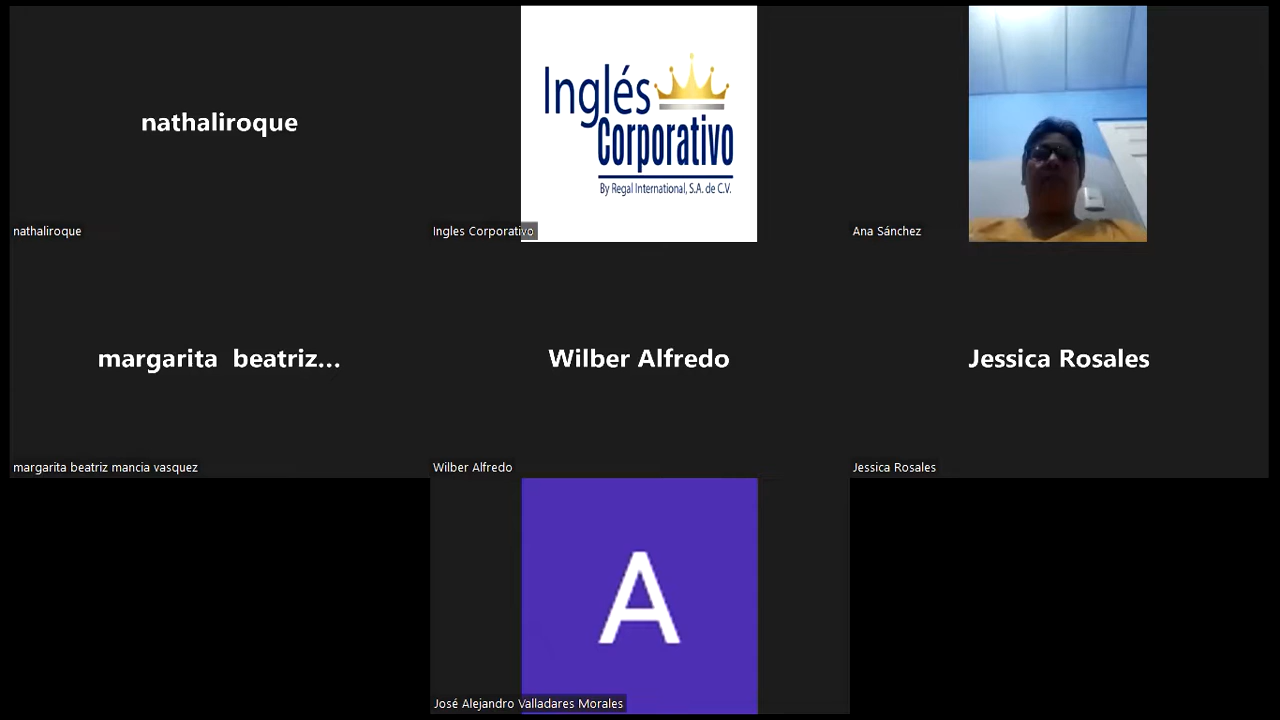 nathaliroque
nathaliroque
Inglés
Corporativo
By Regal International, S.A. de C.V.
Ingles Corporativo
Ana Sánchez
margarita beatriz...
margarita beatriz mancia vasquez
Wilber Alfredo
Wilber Alfredo
Jessica Rosales
Jessica Rosales
A
José Alejandro Valladares Morales